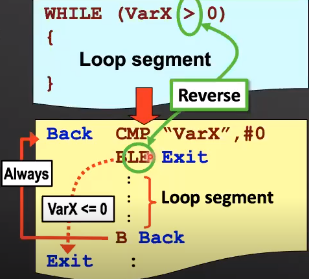 WHILE (VarX > 0)
{
Loop segment
}
Reverse
Back CMP "VarX",#0
BLE Exit
Always
:
:
Loop segment
VarX <= 0
:
:
B Back
Exit :